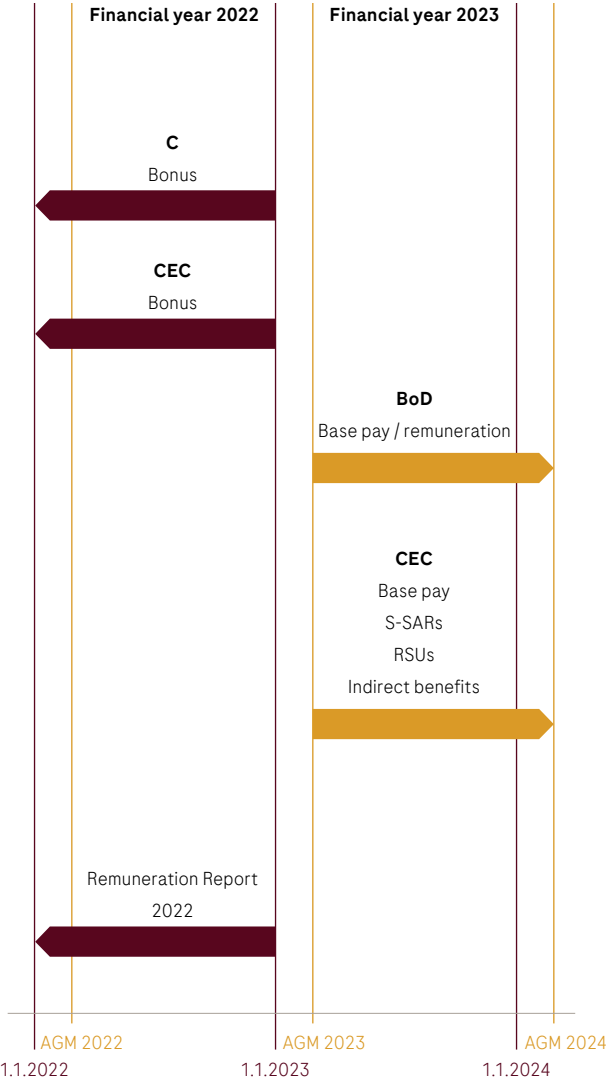 Financial year 2022
Financial year 2023
C
Bonus
CEC
Bonus
BoD
Base pay / remuneration
CEC
Base pay
S-SARs
RSUs
Indirect benefits
Remuneration Report
2022
AGM 2022
AGM 2023
AGM 2024
1.1.2022
1.1.2023
1.1.2024